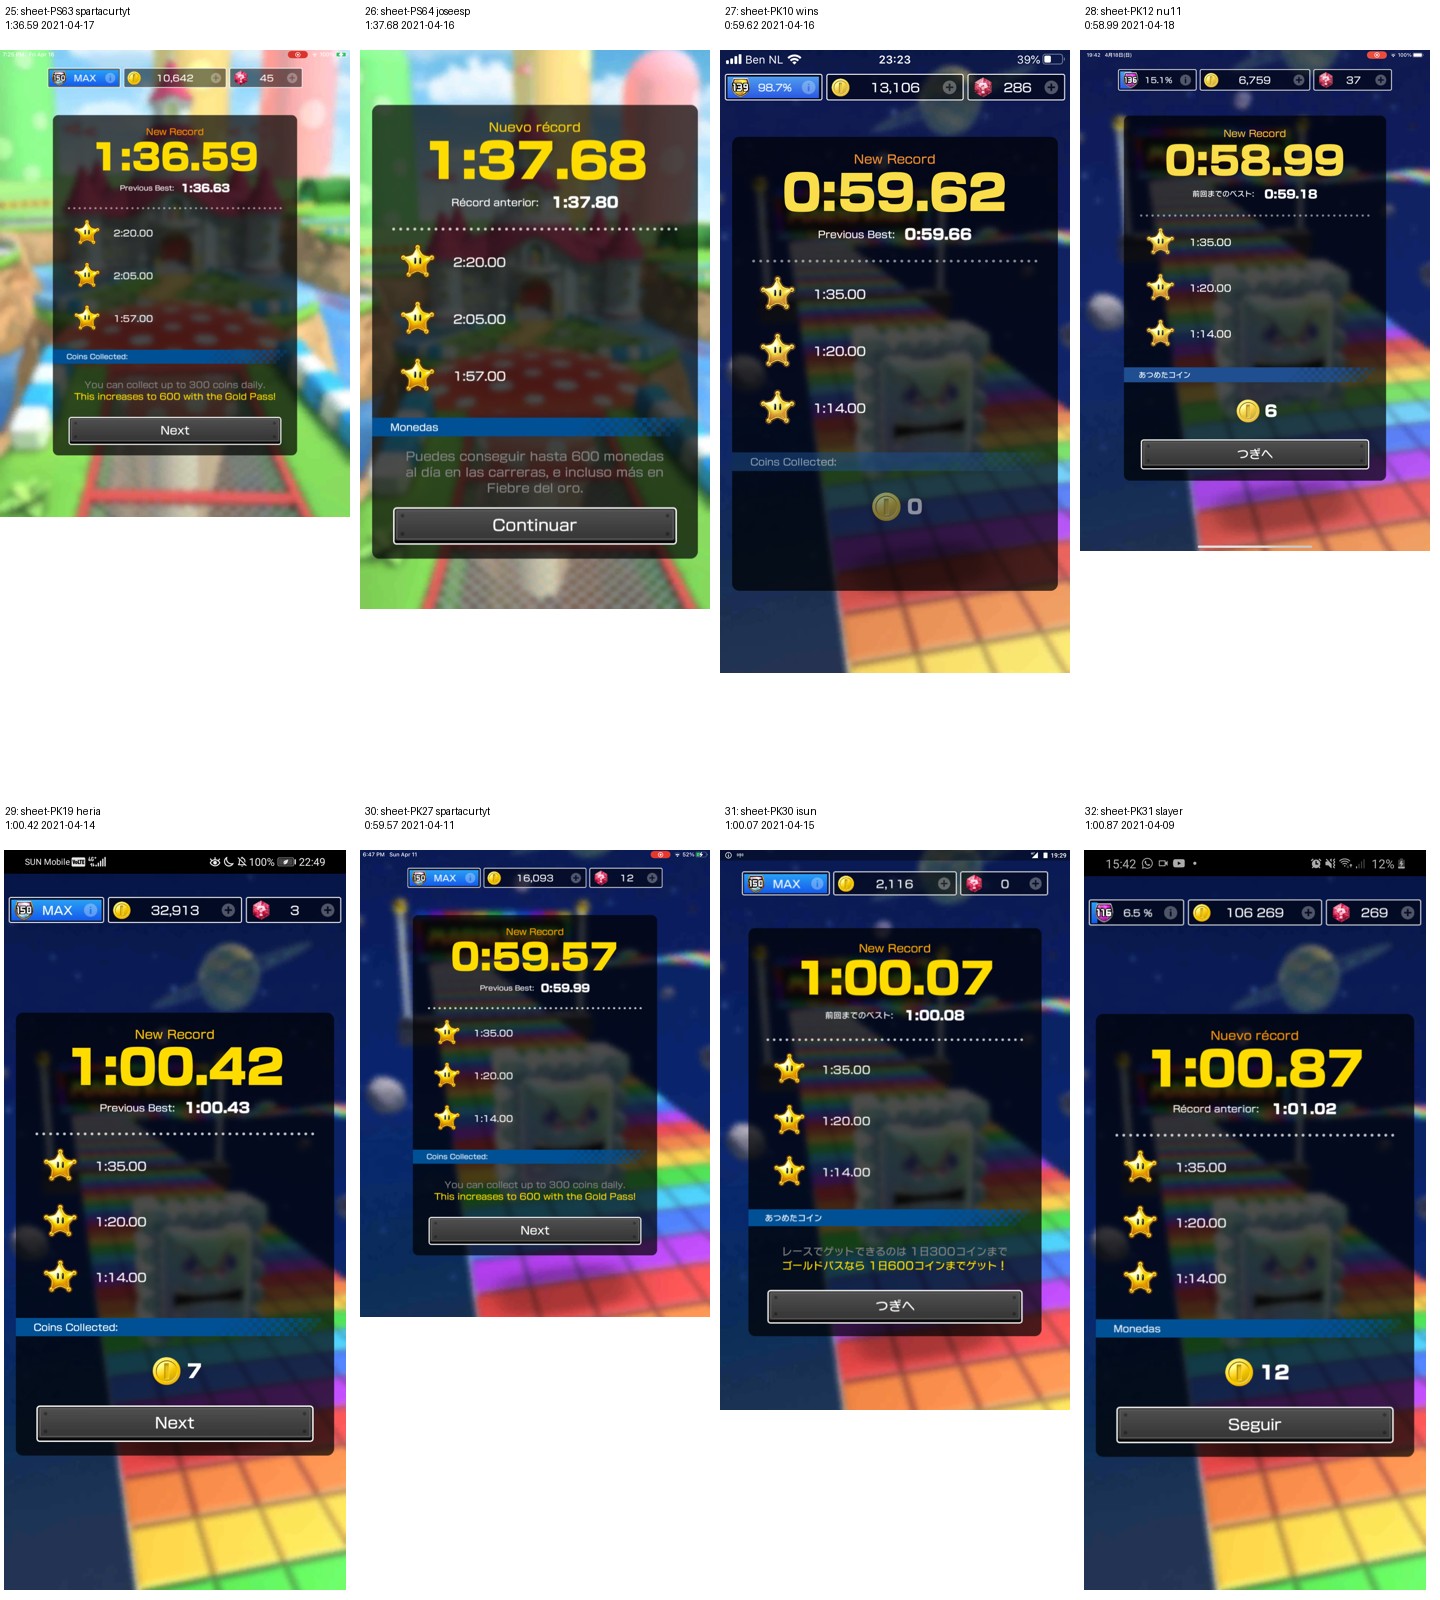 25: sheet-PS63 spartacurtyt
1:36.59 2021-04-17
MAX
10,642
45
New Record
1:36.59
Previous Best: 1:36.63
2:20.00
2:05.00
1:57.00
Coins Collected:
You can collect up to 300 coins daily.
This increases to 600 with the Gold Pass!
Next
26: sheet-PS64 joseesp
1:37.68 2021-04-16
Nuevo récord
1:37.68
Récord anterior: 1:37.80
2:20.00
2:05.00
1:57.00
Monedas
Puedes conseguir hasta 600 monedas
al día en las carreras, e incluso más en
Fiebre del oro.
Continuar
27: sheet-PK10 wins
0:59.62 2021-04-16
Ben NL 23:23 39%
139 98.7% 13,106 286
New Record
0:59.62
Previous Best: 0:59.66
1:35.00
1:20.00
1:14.00
Coins Collected:
0
28: sheet-PK12 nu11
0:58.99 2021-04-18
19:42 4月18日(日) 100%
136 15.1% 6,759 37
New Record
0:58.99
前回までのベスト: 0:59.18
1:35.00
1:20.00
1:14.00
あつめたコイン
6
つぎへ
29: sheet-PK19 heria
1:00.42 2021-04-14
SUN Mobile 100% 22:49
150 MAX 32,913 3
New Record
1:00.42
Previous Best: 1:00.43
1:35.00
1:20.00
1:14.00
Coins Collected:
7
Next
30: sheet-PK27 spartacurtyt
0:59.57 2021-04-11
6:47 PM Sun Apr 11 52%
150 MAX 16,093 12
New Record
0:59.57
Previous Best: 0:59.99
1:35.00
1:20.00
1:14.00
Coins Collected:
You can collect up to 300 coins daily.
This increases to 600 with the Gold Pass!
Next
31: sheet-PK30 isun
1:00.07 2021-04-15
19:29
150 MAX 2,116 0
New Record
1:00.07
前回までのベスト: 1:00.08
1:35.00
1:20.00
1:14.00
あつめたコイン
レースでゲットできるのは 1日300コインまで
ゴールドパスなら 1日600コインまでゲット！
つぎへ
32: sheet-PK31 slayer
1:00.87 2021-04-09
15:42 12%
116 6.5 % 106 269 269
Nuevo récord
1:00.87
Récord anterior: 1:01.02
1:35.00
1:20.00
1:14.00
Monedas
12
Seguir